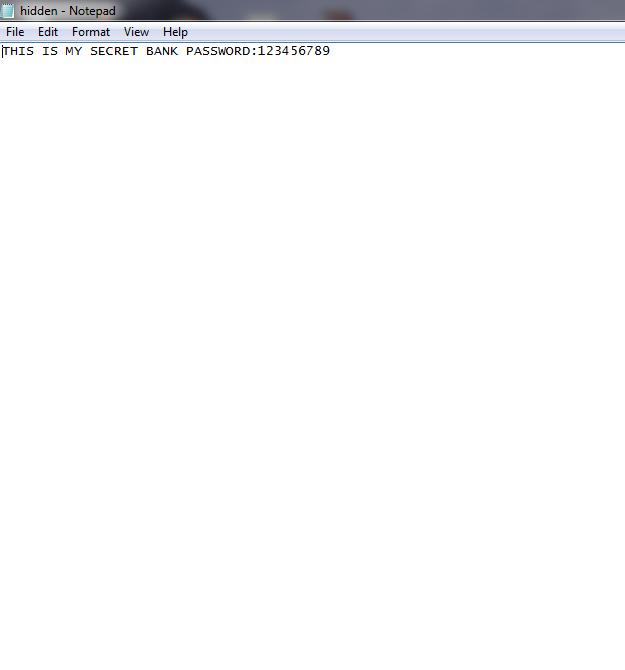 hidden - Notepad
File Edit Format View Help
THIS IS MY SECRET BANK PASSWORD:123456789